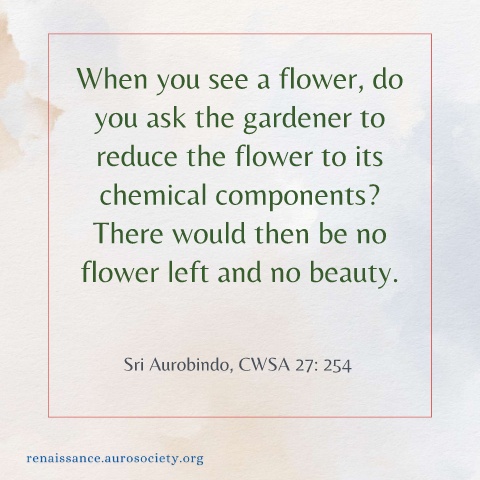 When you see a flower, do
you ask the gardener to
reduce the flower to its
chemical components?
There would then be no
flower left and no beauty.
Sri Aurobindo, CWSA 27: 254
renaissance.aurosociety.org